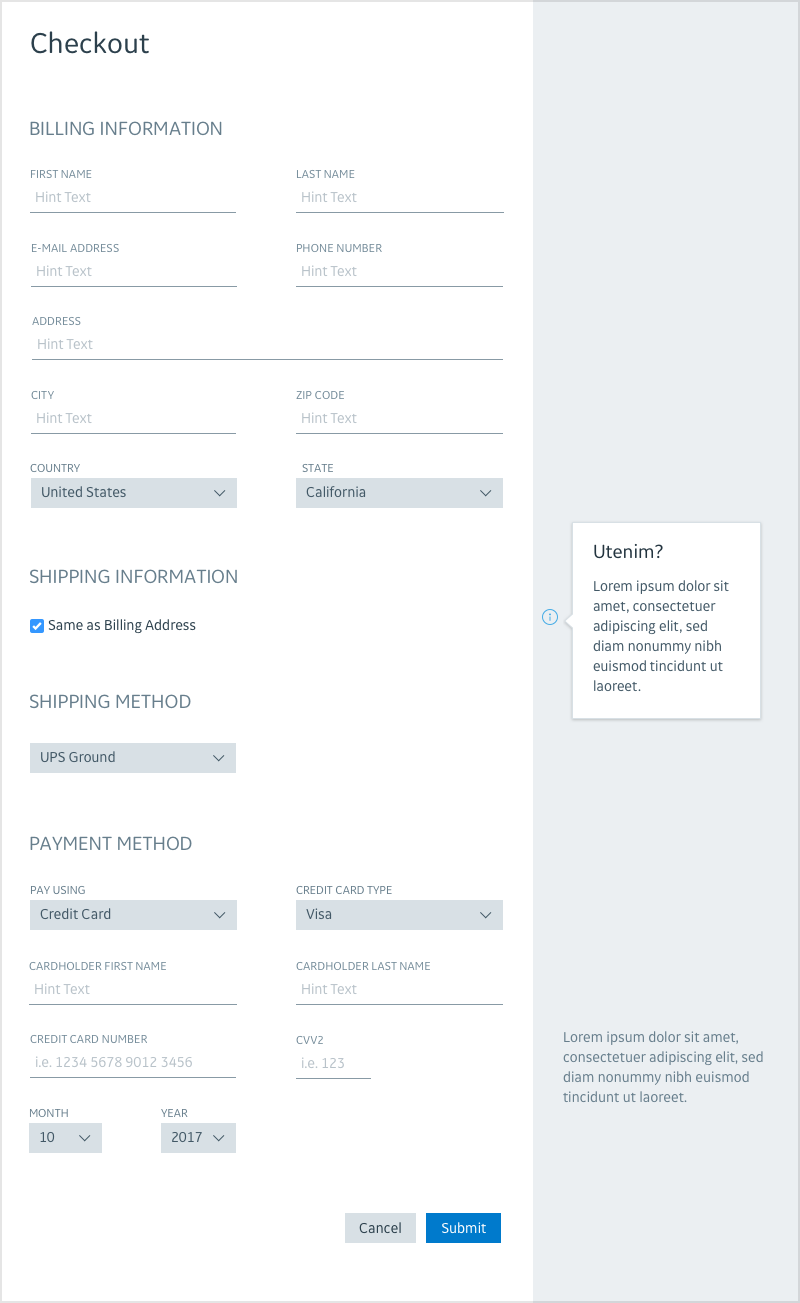 Checkout
BILLING INFORMATION
FIRST NAME
Hint Text
LAST NAME
Hint Text
E-MAIL ADDRESS
Hint Text
PHONE NUMBER
Hint Text
ADDRESS
Hint Text
CITY
Hint Text
ZIP CODE
Hint Text
COUNTRY
United States
STATE
California
SHIPPING INFORMATION
Same as Billing Address
SHIPPING METHOD
UPS Ground
PAYMENT METHOD
PAY USING
Credit Card
CREDIT CARD TYPE
Visa
CARDHOLDER FIRST NAME
Hint Text
CARDHOLDER LAST NAME
Hint Text
CREDIT CARD NUMBER
i.e. 1234 5678 9012 3456
CVV2
i.e. 123
MONTH
10
YEAR
2017
Cancel
Submit
Utenim?
Lorem ipsum dolor sit
amet, consectetuer
adipiscing elit, sed
diam nonummy nibh
euismod tincidunt ut
laoreet.
Lorem ipsum dolor sit amet,
consectetuer adipiscing elit, sed
diam nonummy nibh euismod
tincidunt ut laoreet.